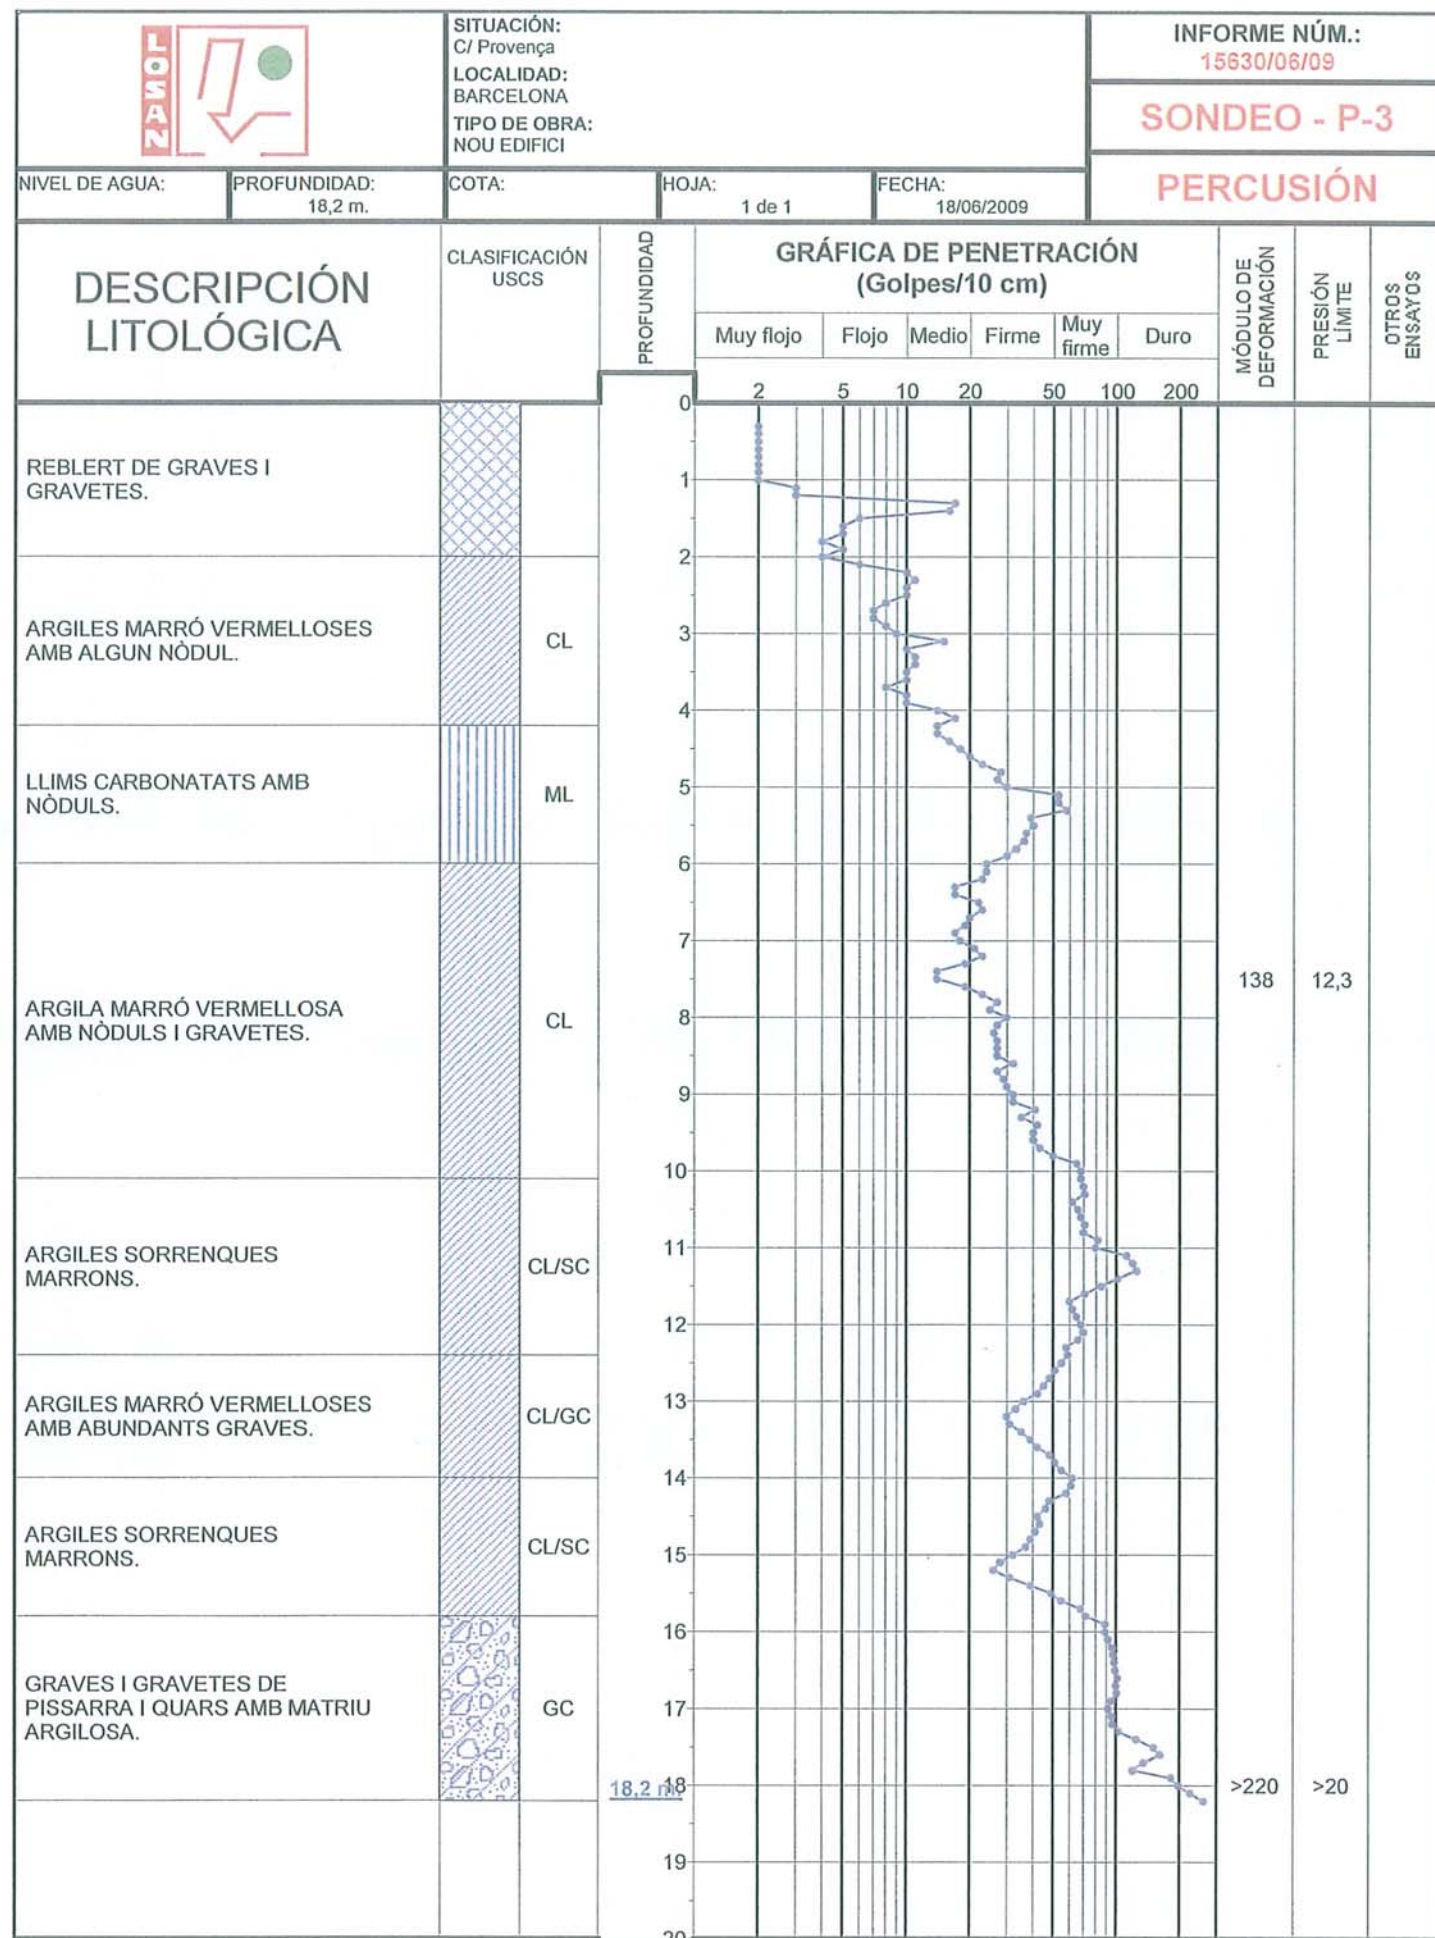 LOSAN
SITUACIÓN:
C/ Provença
LOCALIDAD:
BARCELONA
TIPO DE OBRA:
NOU EDIFICI
INFORME NÚM.:
15630/06/09
SONDEO - P-3
PERCUSIÓN
NIVEL DE AGUA:
PROFUNDIDAD:
18,2 m.
COTA:
HOJA:
1 de 1
FECHA:
18/06/2009
DESCRIPCIÓN
LITOLÓGICA
CLASIFICACIÓN
USCS
PROFUNDIDAD
GRÁFICA DE PENETRACIÓN
(Golpes/10 cm)
Muy flojo
Flojo
Medio
Firme
Muy
firme
Duro
2 5 10 20 50 100 200
MÓDULO DE
DEFORMACIÓN
PRESIÓN
LÍMITE
OTROS
ENSAYOS
0
REBLERT DE GRAVES I
GRAVETES.
1
2
ARGILES MARRÓ VERMELLOSES
AMB ALGUN NÒDUL.
CL
3
4
LLIMS CARBONATATS AMB
NÒDULS.
ML
5
6
7
ARGILA MARRÓ VERMELLOSA
AMB NÒDULS I GRAVETES.
CL
138
12,3
8
9
10
ARGILES SORRENQUES
MARRONS.
CL/SC
11
12
ARGILES MARRÓ VERMELLOSES
AMB ABUNDANTS GRAVES.
CL/GC
13
14
ARGILES SORRENQUES
MARRONS.
CL/SC
15
16
GRAVES I GRAVETES DE
PISSARRA I QUARS AMB MATRIU
ARGILOSA.
GC
17
18,2 m.
18
>220
>20
19
20